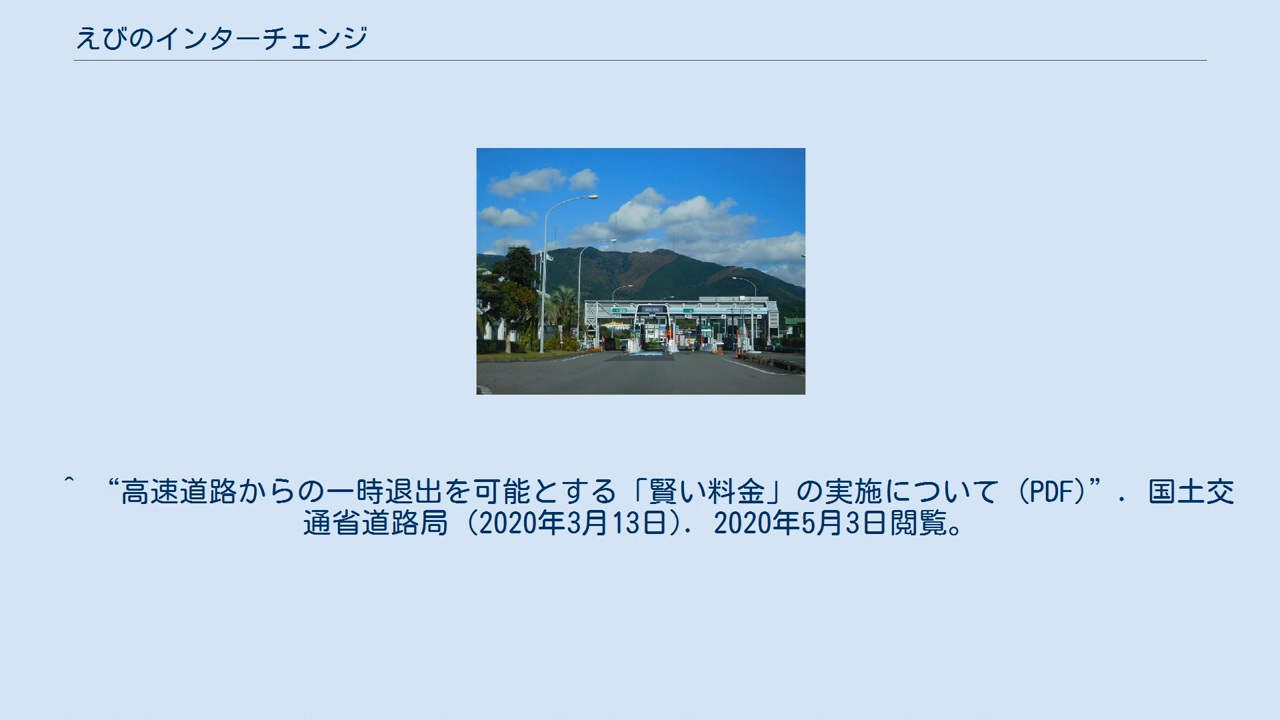 えびのインターチェンジ
^ “高速道路からの一時退出を可能とする「賢い料金」の実施について (PDF)”. 国土交
通省道路局 (2020年3月13日). 2020年5月3日閲覧。